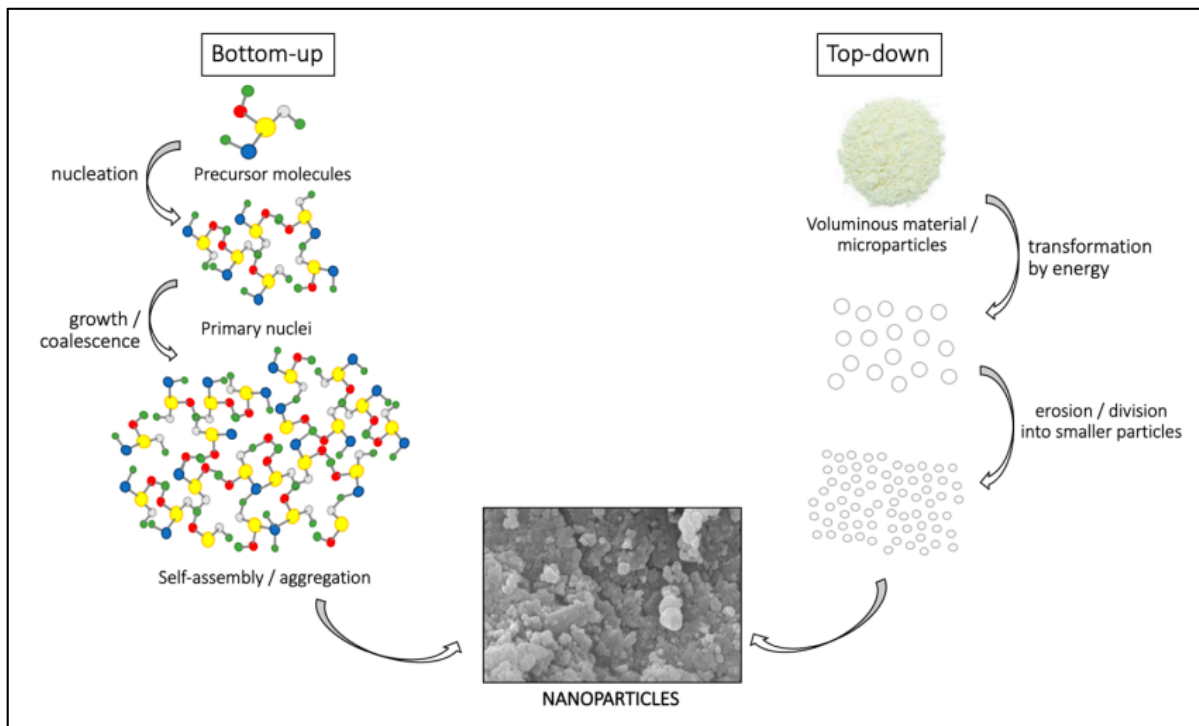 Bottom-up
nucleation
Precursor molecules
growth /
coalescence
Primary nuclei
Self-assembly / aggregation
Top-down
Voluminous material /
microparticles
transformation
by energy
erosion / division
into smaller particles
NANOPARTICLES